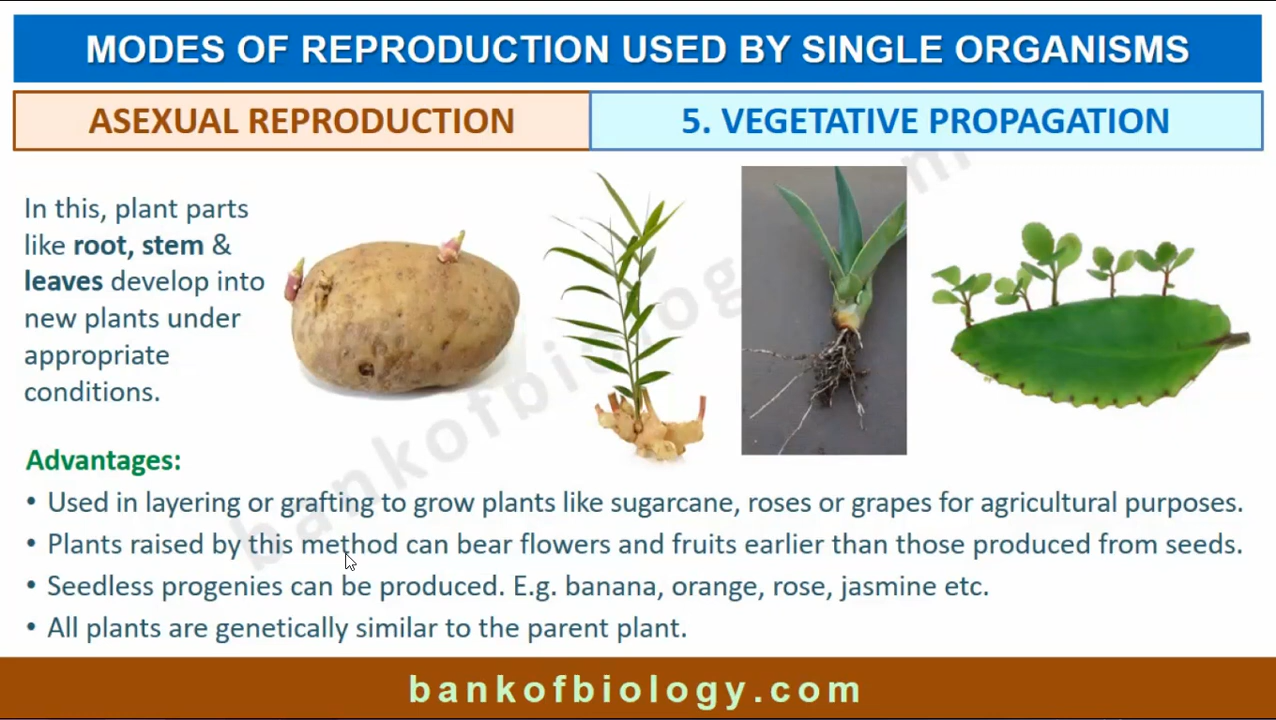 MODES OF REPRODUCTION USED BY SINGLE ORGANISMS
ASEXUAL REPRODUCTION
5. VEGETATIVE PROPAGATION
In this, plant parts
like root, stem &
leaves develop into
new plants under
appropriate
conditions.
bankofbiology.com
Advantages:
• Used in layering or grafting to grow plants like sugarcane, roses or grapes for agricultural purposes.
• Plants raised by this method can bear flowers and fruits earlier than those produced from seeds.
• Seedless progenies can be produced. E.g. banana, orange, rose, jasmine etc.
• All plants are genetically similar to the parent plant.
bankofbiology.com